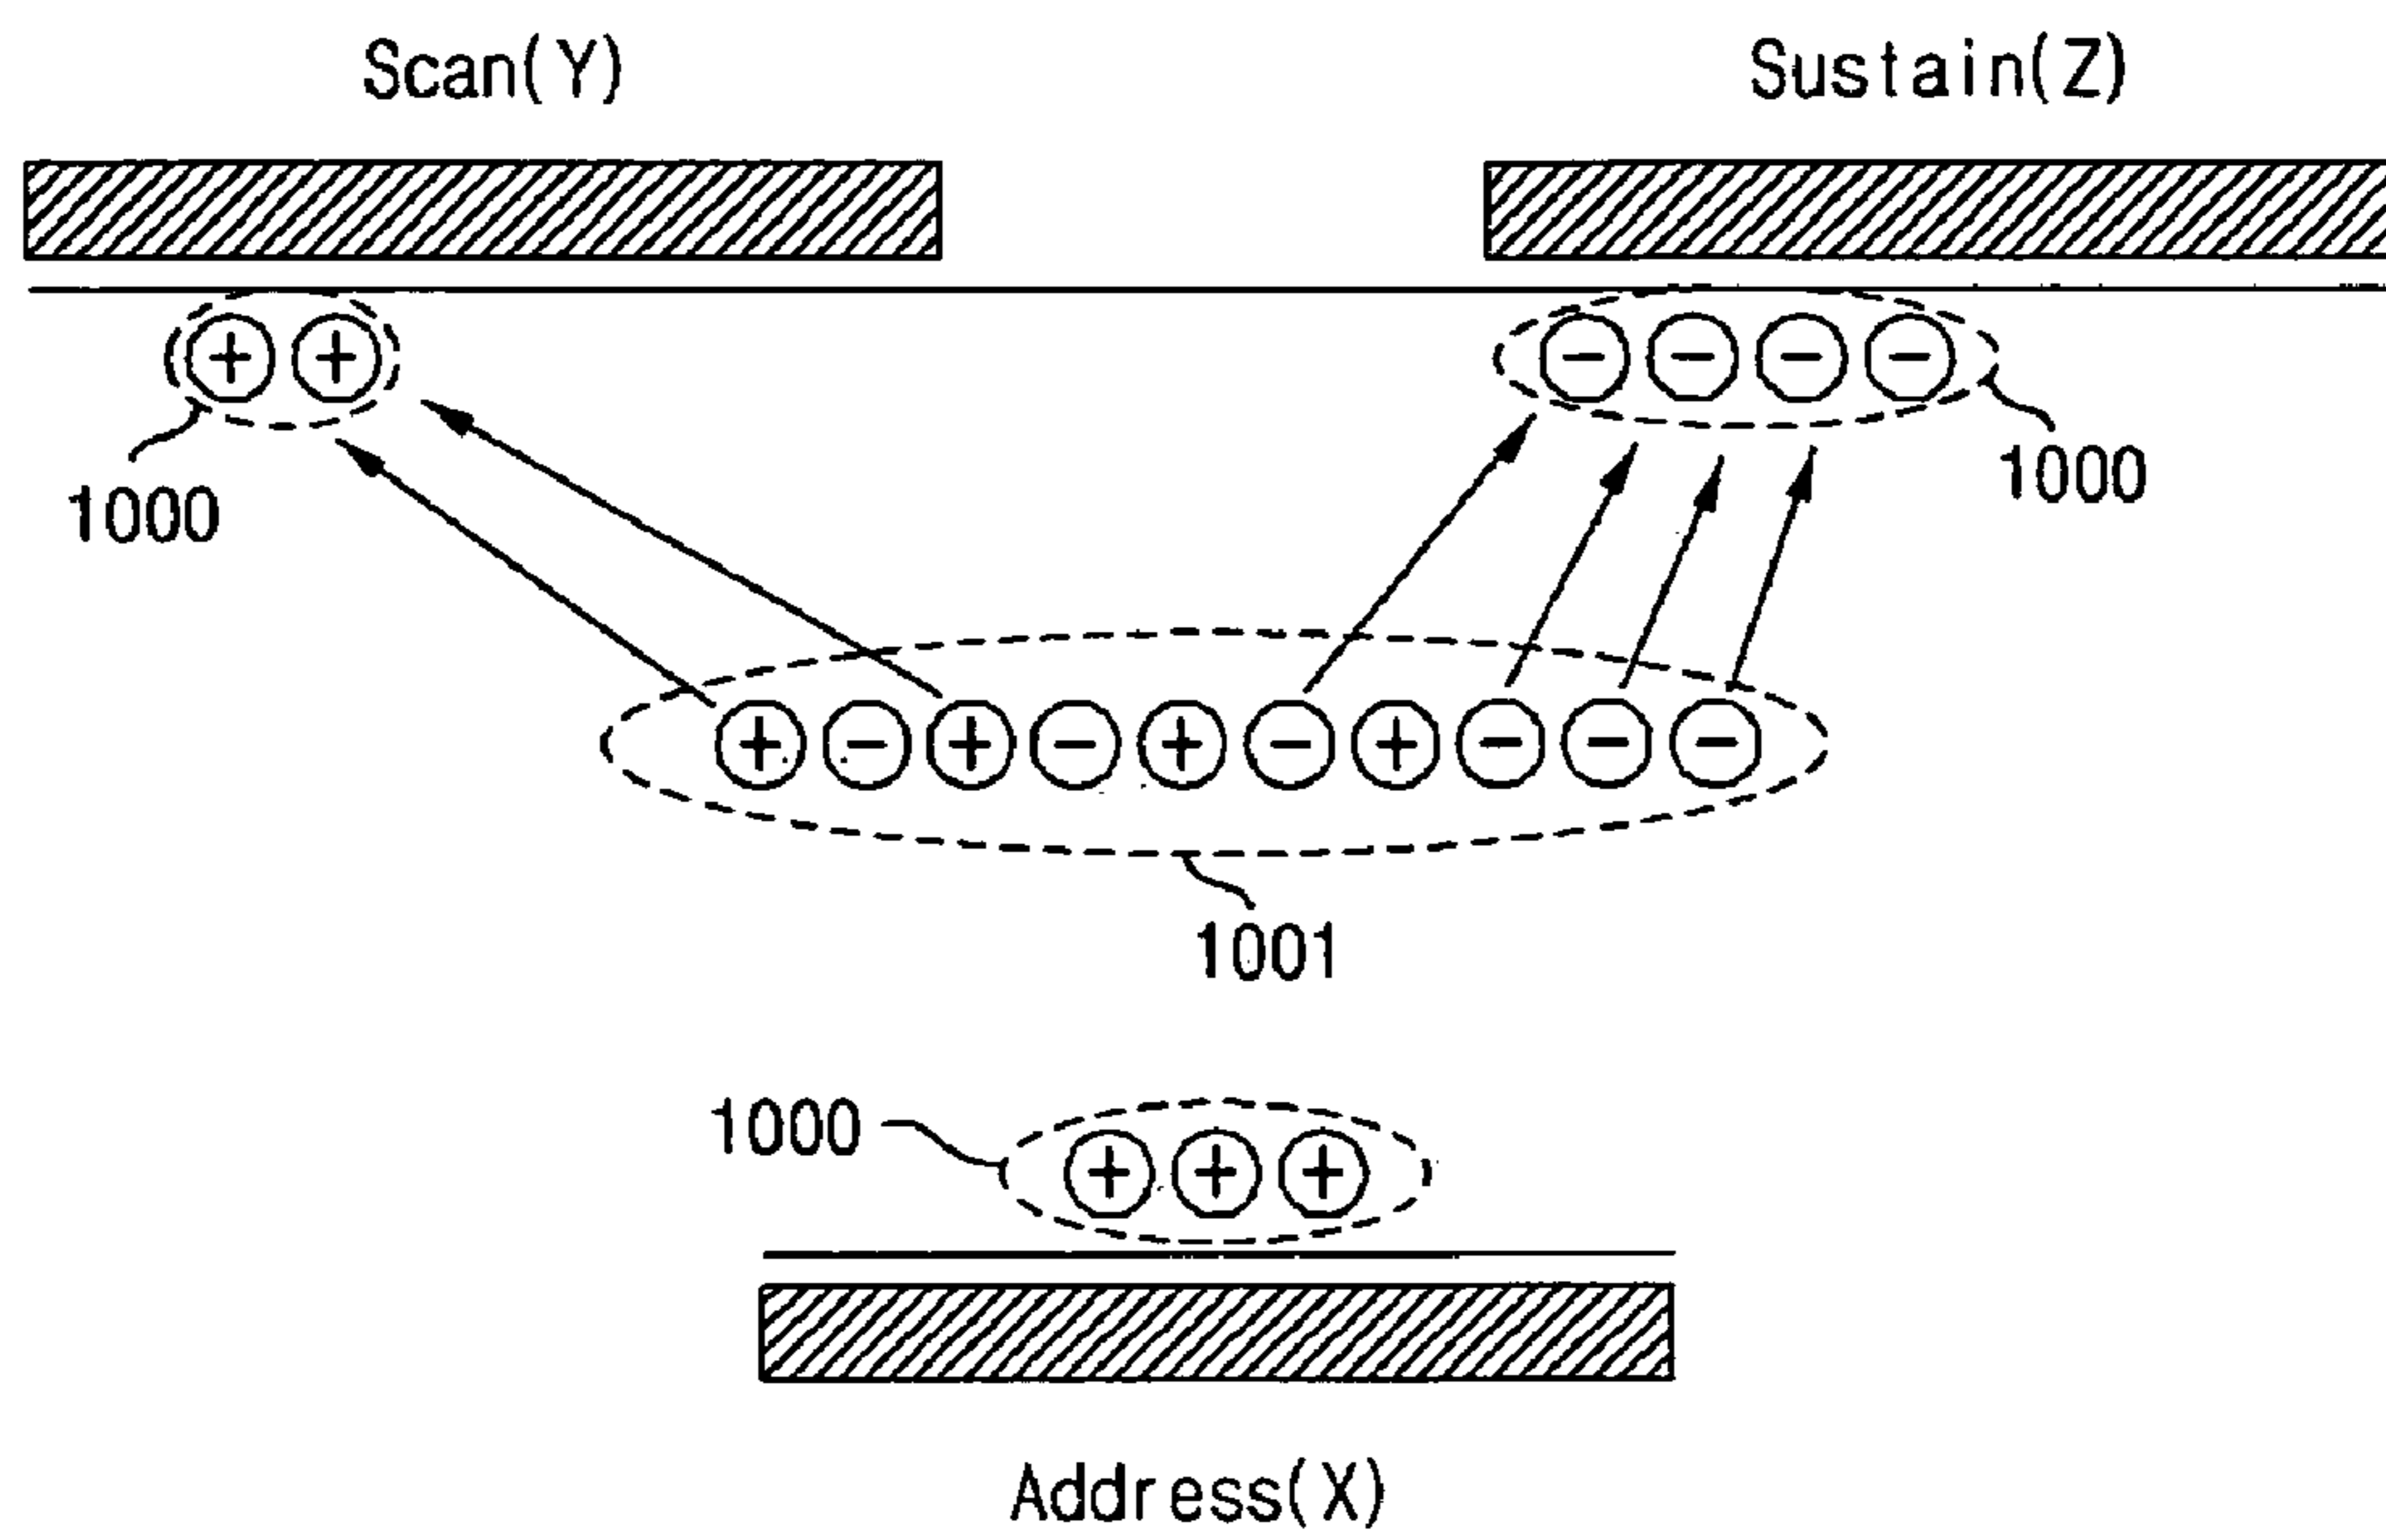 Scan(Y)
Sustain(Z)
+ +
- - - -
1000
1000
+ - + - + - + - - -
1001
1000
+ + +
Address(X)